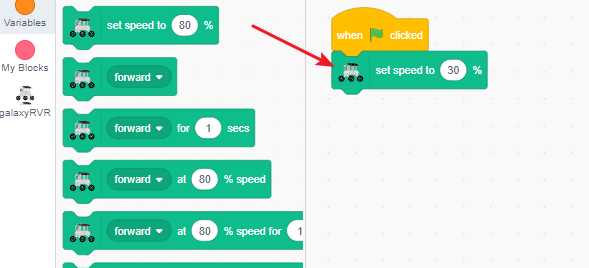 Variables
My Blocks
galaxyRVR
set speed to 80 %
forward
forward for 1 secs
forward at 80 % speed
forward at 80 % speed for 1
when clicked
set speed to 30 %